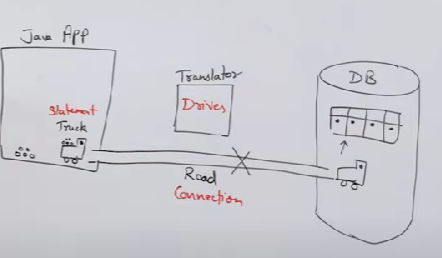 Java App
Translator
DB
Statement
Truck
Drives
Road
Connection